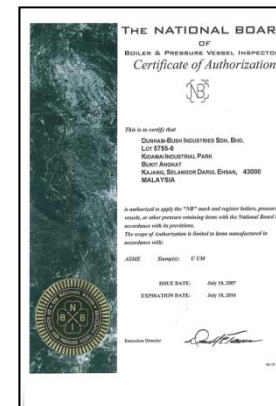 THE NATIONAL BOAR
OF
BOILER & PRESSURE VESSEL INSPECTO
Certificate of Authorization
NB
This is to certify that
DUNHAM-BUSH INDUSTRIES SDN. BHD.
LOT 5755-6
KIDAMAI INDUSTRIAL PARK
BUKIT ANGKAT
KAJANG, SELANGOR DARUL EHSAN, 43000
MALAYSIA
is authorized to apply the "NB" mark and register boilers, pressure
vessels, or other pressure retaining items with the National Board in
accordance with its provisions.
The scope of Authorization is limited to items manufactured in
accordance with:
ASME Stamp(s): U UM
ISSUE DATE: July 10, 2007
EXPIRATION DATE: July 10, 2010
Executive Director